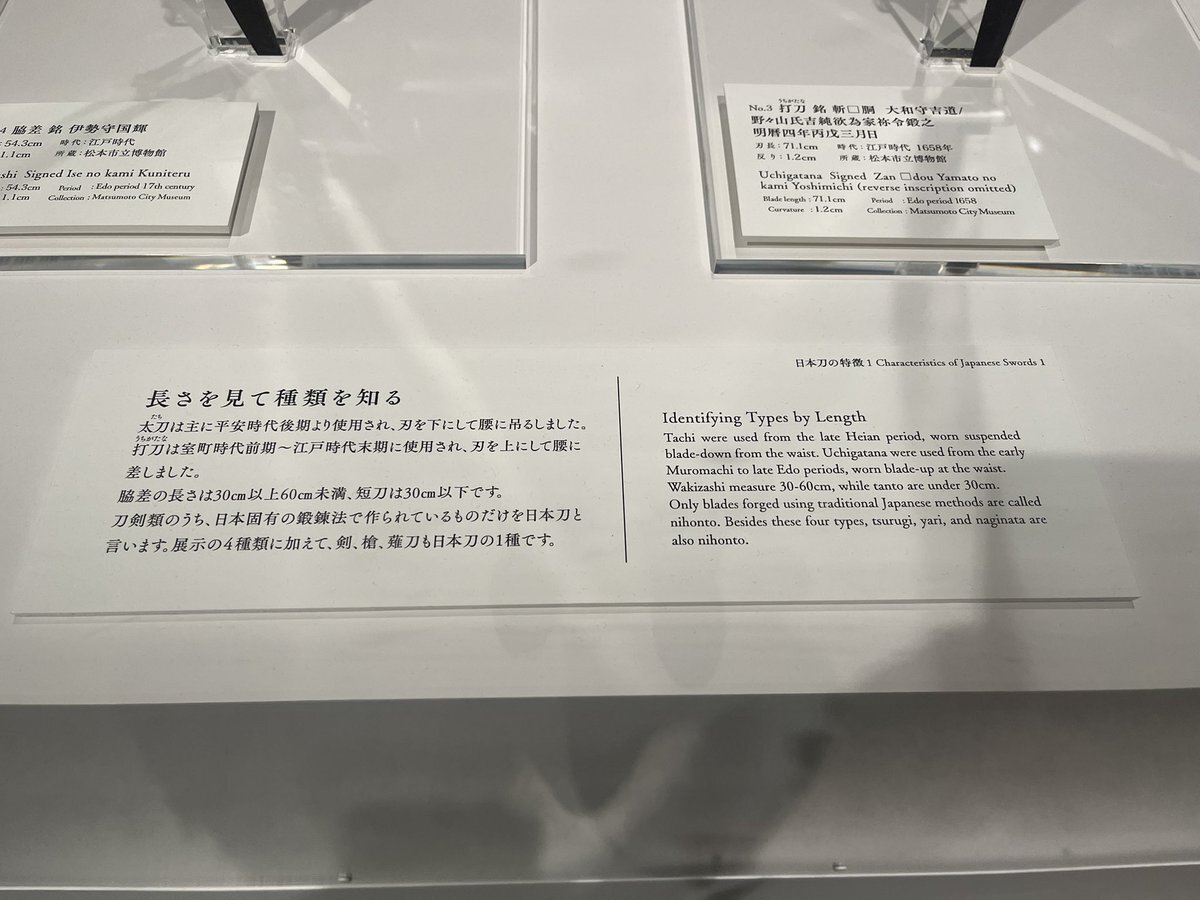 4 脇差 銘 伊勢守国輝
: 54.3cm 時代：江戸時代
1.1cm 所蔵：松本市立博物館
shi Signed Ise no kami Kuniteru
: 54.3cm Period : Edo period 17th century
1.1cm Collection : Matsumoto City Museum
うちがたな
No.3 打刀 銘 斬□胴 大和守吉道/
野々山氏吉純欲為家祢令鍛之
明暦四年丙戊三月日
刃長：71.1cm 時代：江戸時代 1658年
反り：1.2cm 所蔵：松本市立博物館
Uchigatana Signed Zan □dou Yamato no
kami Yoshimichi (reverse inscription omitted)
Blade length : 71.1cm Period : Edo period 1658
Curvature : 1.2cm Collection : Matsumoto City Museum
日本刀の特徴 1 Characteristics of Japanese Swords 1
長さを見て種類を知る
たち
太刀は主に平安時代後期より使用され、刃を下にして腰に吊るしました。
うちがたな
打刀は室町時代前期～江戸時代末期に使用され、刃を上にして腰に
差しました。
脇差の長さは30㎝以上60㎝未満、短刀は30㎝以下です。
刀剣類のうち、日本固有の鍛錬法で作られているものだけを日本刀と
言います。展示の4種類に加えて、剣、槍、薙刀も日本刀の1種です。
Identifying Types by Length
Tachi were used from the late Heian period, worn suspended
blade-down from the waist. Uchigatana were used from the early
Muromachi to late Edo periods, worn blade-up at the waist.
Wakizashi measure 30-60cm, while tanto are under 30cm.
Only blades forged using traditional Japanese methods are called
nihonto. Besides these four types, tsurugi, yari, and naginata are
also nihonto.